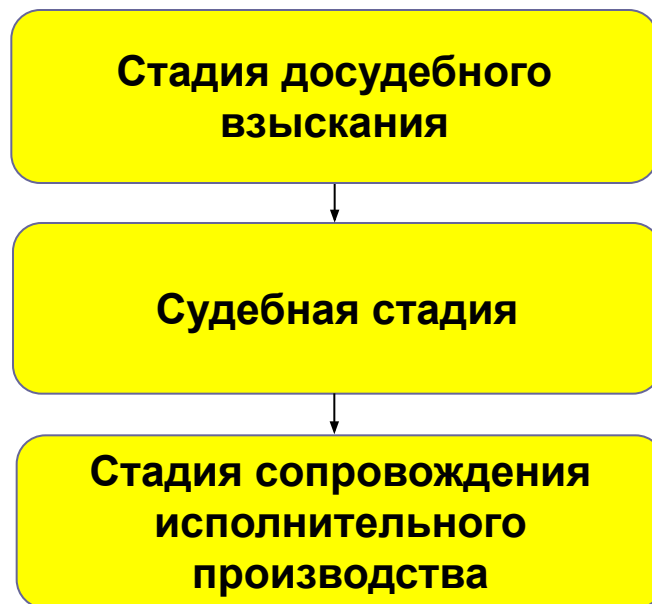 Стадия досудебного
взыскания
Судебная стадия
Стадия сопровождения
исполнительного
производства